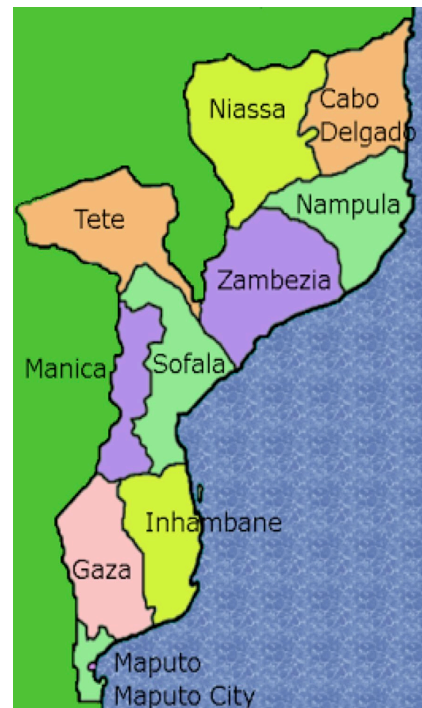 Niassa
Cabo
Delgado
Nampula
Tete
Zambezia
Manica
Sofala
Inhambane
Gaza
Maputo
Maputo City